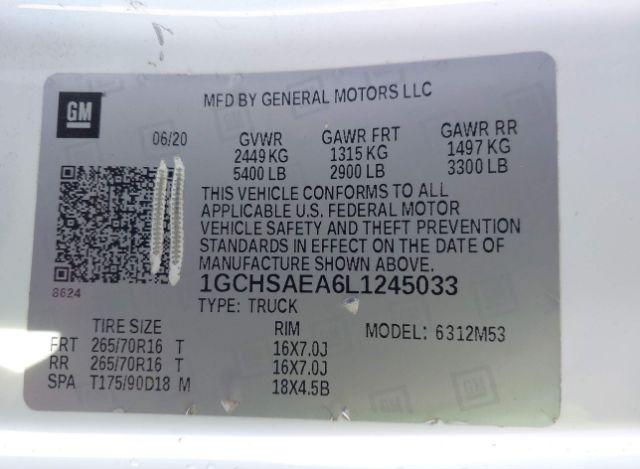 GM
MFD BY GENERAL MOTORS LLC
06/20 GVWR GAWR FRT GAWR RR
2449 KG 1315 KG 1497 KG
5400 LB 2900 LB 3300 LB
THIS VEHICLE CONFORMS TO ALL
APPLICABLE U.S. FEDERAL MOTOR
VEHICLE SAFETY AND THEFT PREVENTION
STANDARDS IN EFFECT ON THE DATE OF
MANUFACTURE SHOWN ABOVE.
8624
1GCHSAEA6L1245033
TYPE: TRUCK
TIRE SIZE RIM MODEL: 6312M53
FRT 265/70R16 T 16X7.0J
RR 265/70R16 T 16X7.0J
SPA T175/90D18 M 18X4.5B
GM